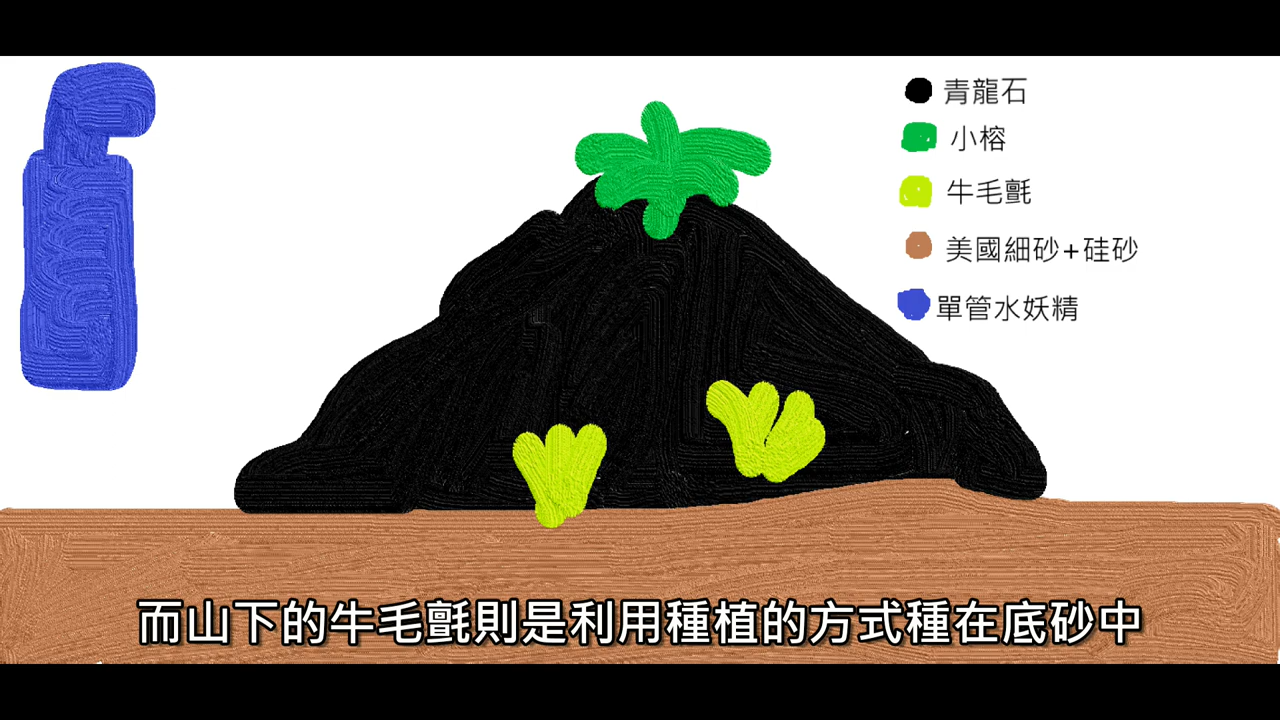 青龍石
小榕
牛毛氈
美國細砂+硅砂
單管水妖精
而山下的牛毛氈則是利用種植的方式種在底砂中